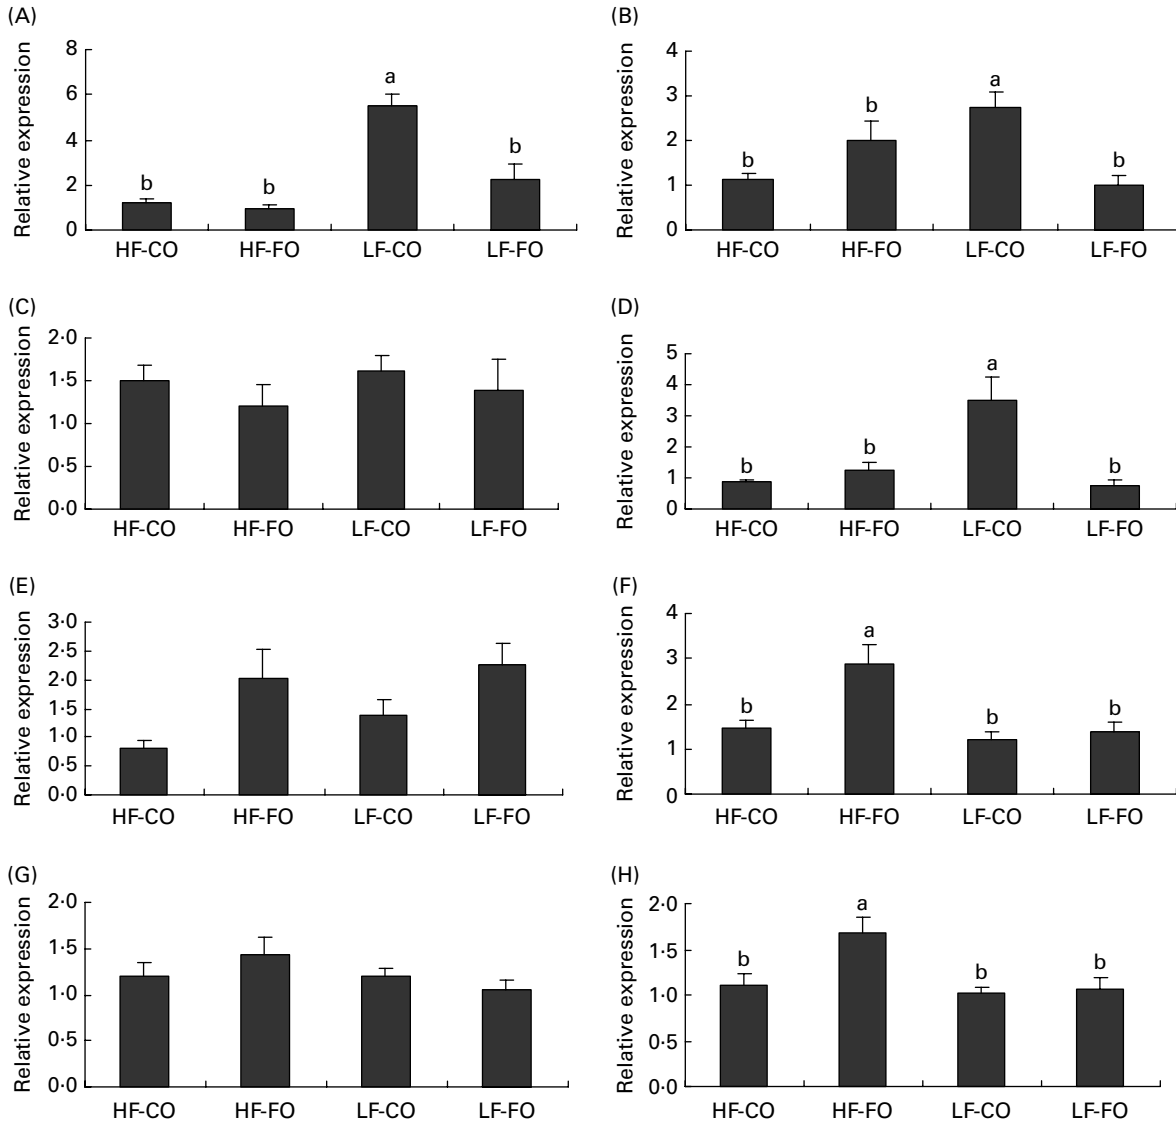 (A)
Relative expression
8
6
4
2
0
b
b
a
b
HF-CO HF-FO LF-CO LF-FO
(B)
Relative expression
4
3
2
1
0
b
b
a
b
HF-CO HF-FO LF-CO LF-FO
(C)
Relative expression
2·0
1·5
1·0
0·5
0·0
HF-CO HF-FO LF-CO LF-FO
(D)
Relative expression
5
4
3
2
1
0
b
b
a
b
HF-CO HF-FO LF-CO LF-FO
(E)
Relative expression
3·0
2·5
2·0
1·5
1·0
0·5
0·0
HF-CO HF-FO LF-CO LF-FO
(F)
Relative expression
4
3
2
1
0
b
a
b
b
HF-CO HF-FO LF-CO LF-FO
(G)
Relative expression
2·0
1·5
1·0
0·5
0·0
HF-CO HF-FO LF-CO LF-FO
(H)
Relative expression
2·0
1·5
1·0
0·5
0·0
b
a
b
b
HF-CO HF-FO LF-CO LF-FO